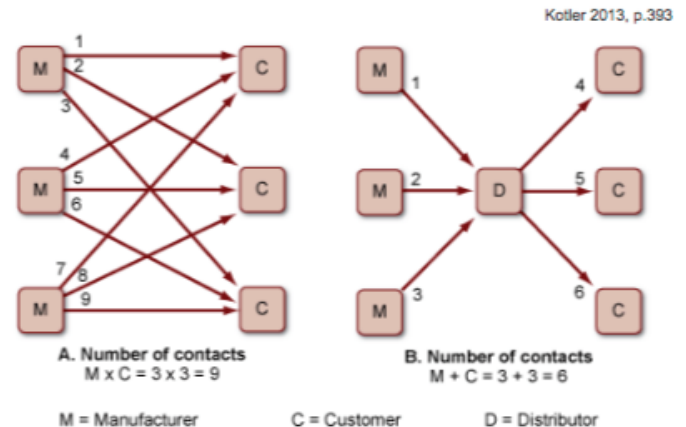 Kotler 2013, p.393
1
M
2
C
3
4
M
5
C
6
7
8
M
9
C
A. Number of contacts
M x C = 3 x 3 = 9
M
1
4
C
M
2
D
5
C
M
3
6
C
B. Number of contacts
M + C = 3 + 3 = 6
M = Manufacturer
C = Customer
D = Distributor